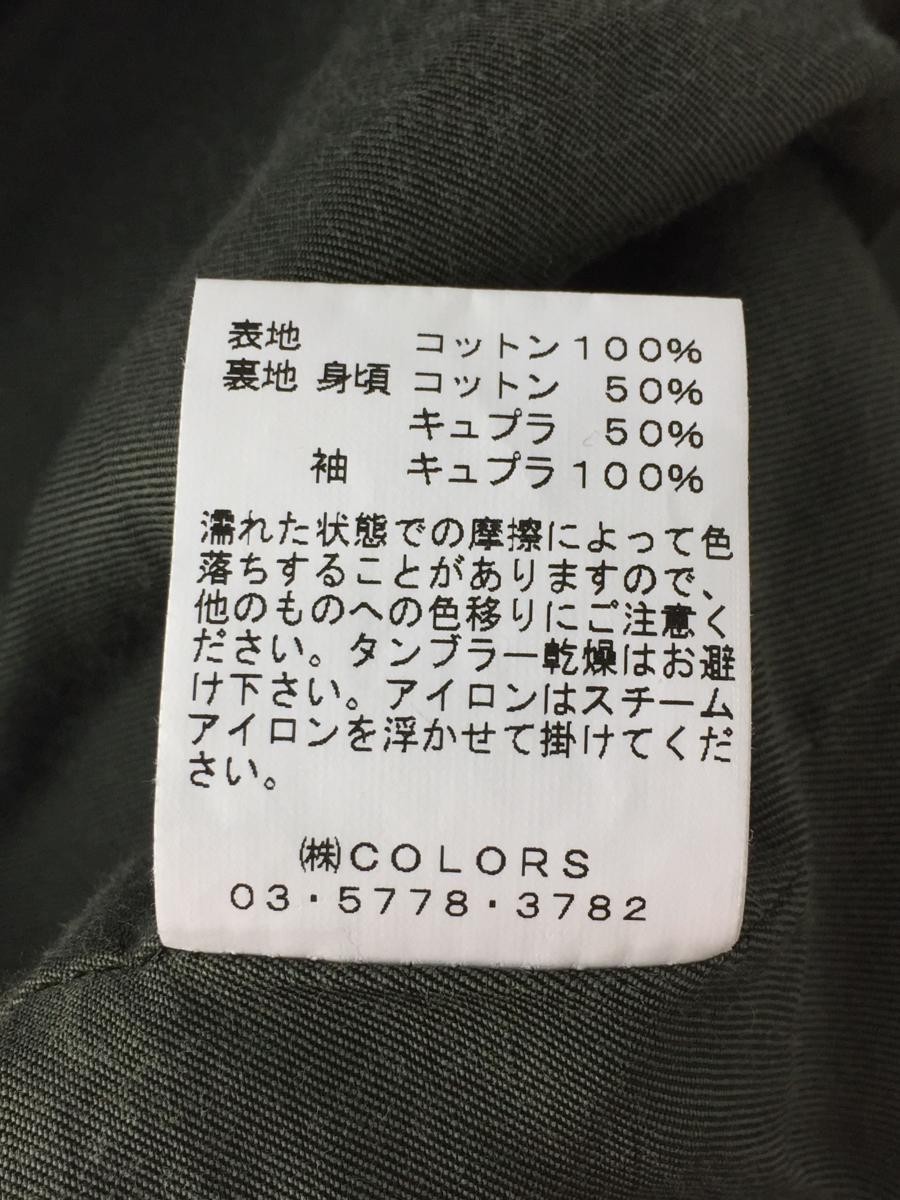 表地 コットン100%
裏地 身頃 コットン 50%
キュプラ 50%
袖 キュプラ100%
濡れた状態での摩擦によって色
落ちすることがありますので、
他のものへの色移りにご注意く
ださい。タンブラー乾燥はお避
け下さい。アイロンはスチーム
アイロンを浮かせて掛けてくだ
さい。
㈱COLORS
03・5778・3782